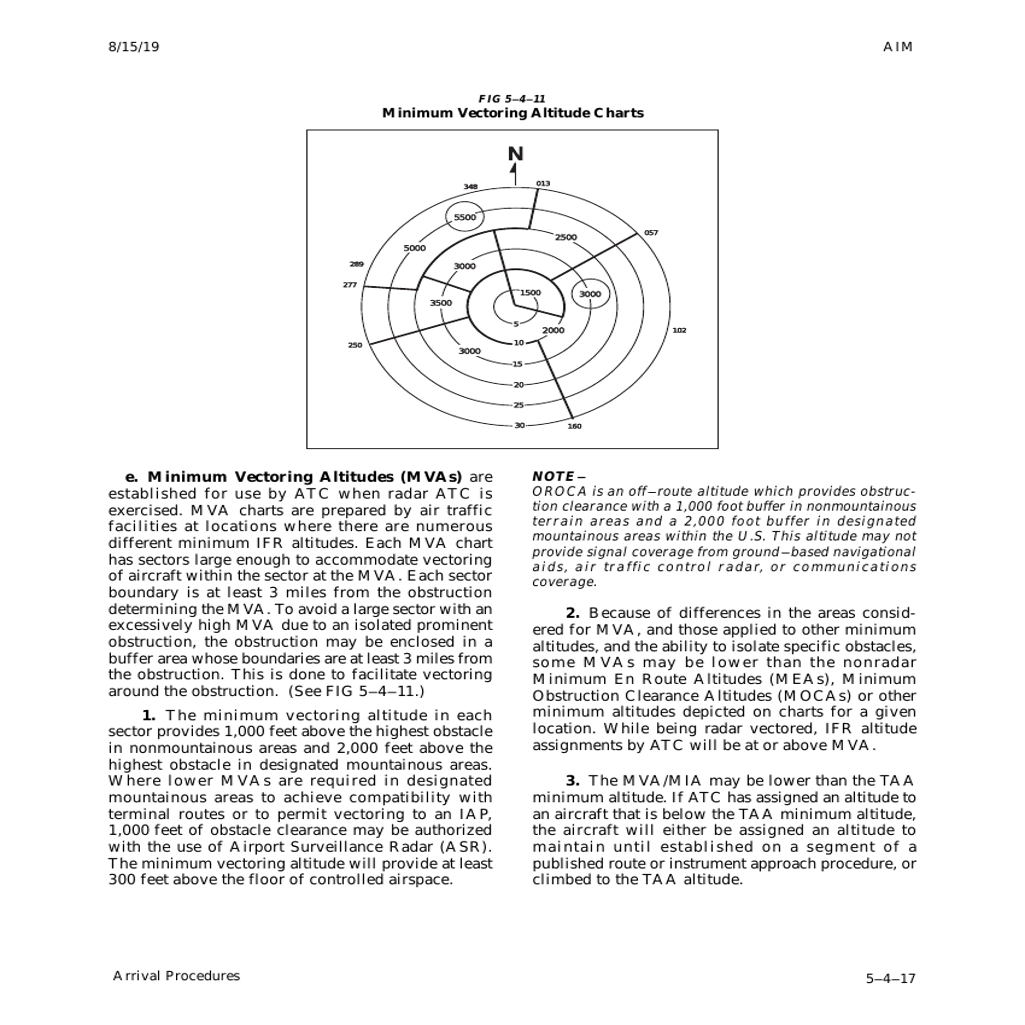 8/15/19
AIM
FIG 5−4−11
Minimum Vectoring Altitude Charts
N
348
013
5500
057
2500
5000
289
3000
277
1500
3000
3500
5
2000
102
250
10
3000
15
20
25
30
160
e. Minimum Vectoring Altitudes (MVAs) are
established for use by ATC when radar ATC is
exercised. MVA charts are prepared by air traffic
facilities at locations where there are numerous
different minimum IFR altitudes. Each MVA chart
has sectors large enough to accommodate vectoring
of aircraft within the sector at the MVA. Each sector
boundary is at least 3 miles from the obstruction
determining the MVA. To avoid a large sector with an
excessively high MVA due to an isolated prominent
obstruction, the obstruction may be enclosed in a
buffer area whose boundaries are at least 3 miles from
the obstruction. This is done to facilitate vectoring
around the obstruction. (See FIG 5−4−11.)
1. The minimum vectoring altitude in each
sector provides 1,000 feet above the highest obstacle
in nonmountainous areas and 2,000 feet above the
highest obstacle in designated mountainous areas.
Where lower MVAs are required in designated
mountainous areas to achieve compatibility with
terminal routes or to permit vectoring to an IAP,
1,000 feet of obstacle clearance may be authorized
with the use of Airport Surveillance Radar (ASR).
The minimum vectoring altitude will provide at least
300 feet above the floor of controlled airspace.
NOTE−
OROCA is an off−route altitude which provides obstruc-
tion clearance with a 1,000 foot buffer in nonmountainous
terrain areas and a 2,000 foot buffer in designated
mountainous areas within the U.S. This altitude may not
provide signal coverage from ground−based navigational
aids, air traffic control radar, or communications
coverage.
2. Because of differences in the areas consid-
ered for MVA, and those applied to other minimum
altitudes, and the ability to isolate specific obstacles,
some MVAs may be lower than the nonradar
Minimum En Route Altitudes (MEAs), Minimum
Obstruction Clearance Altitudes (MOCAs) or other
minimum altitudes depicted on charts for a given
location. While being radar vectored, IFR altitude
assignments by ATC will be at or above MVA.
3. The MVA/MIA may be lower than the TAA
minimum altitude. If ATC has assigned an altitude to
an aircraft that is below the TAA minimum altitude,
the aircraft will either be assigned an altitude to
maintain until established on a segment of a
published route or instrument approach procedure, or
climbed to the TAA altitude.
Arrival Procedures
5−4−17